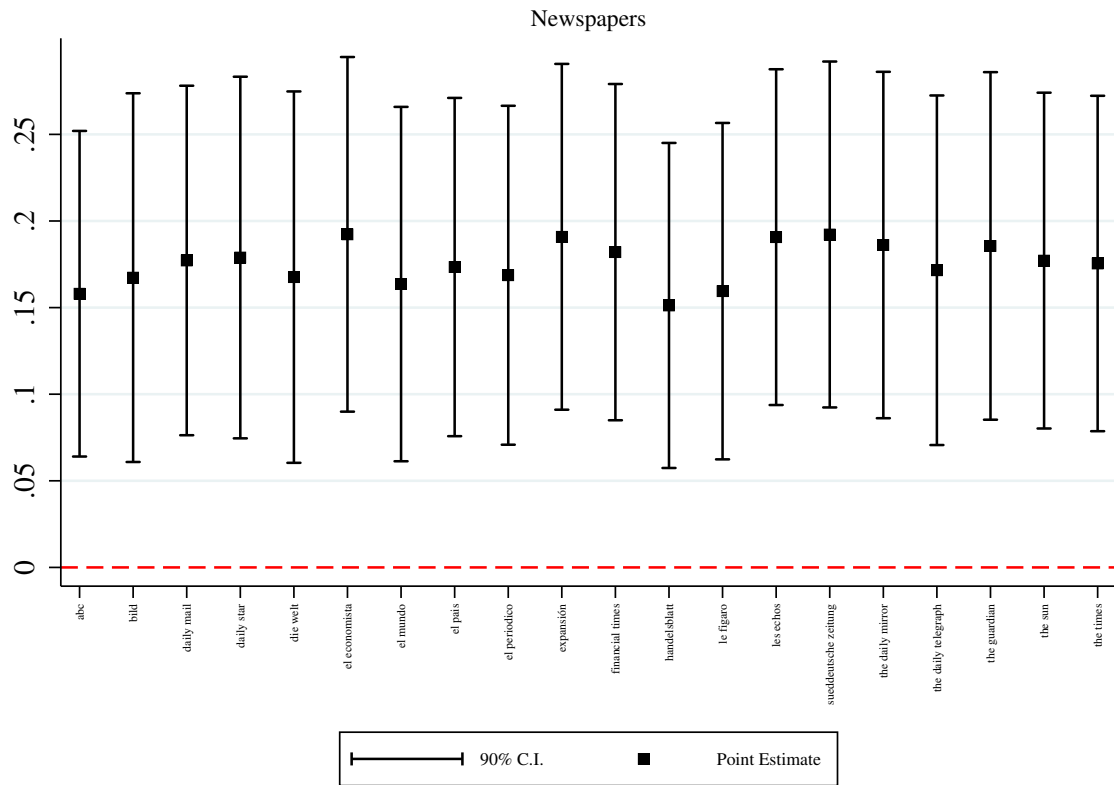 Newspapers
.25
.2
.15
.1
.05
0
abc
bild
daily mail
daily star
die welt
el economista
el mundo
el pais
el periodico
expansión
financial times
handelsblatt
le figaro
les echos
sueddeutsche zeitung
the daily mirror
the daily telegraph
the guardian
the sun
the times
90% C.I. Point Estimate